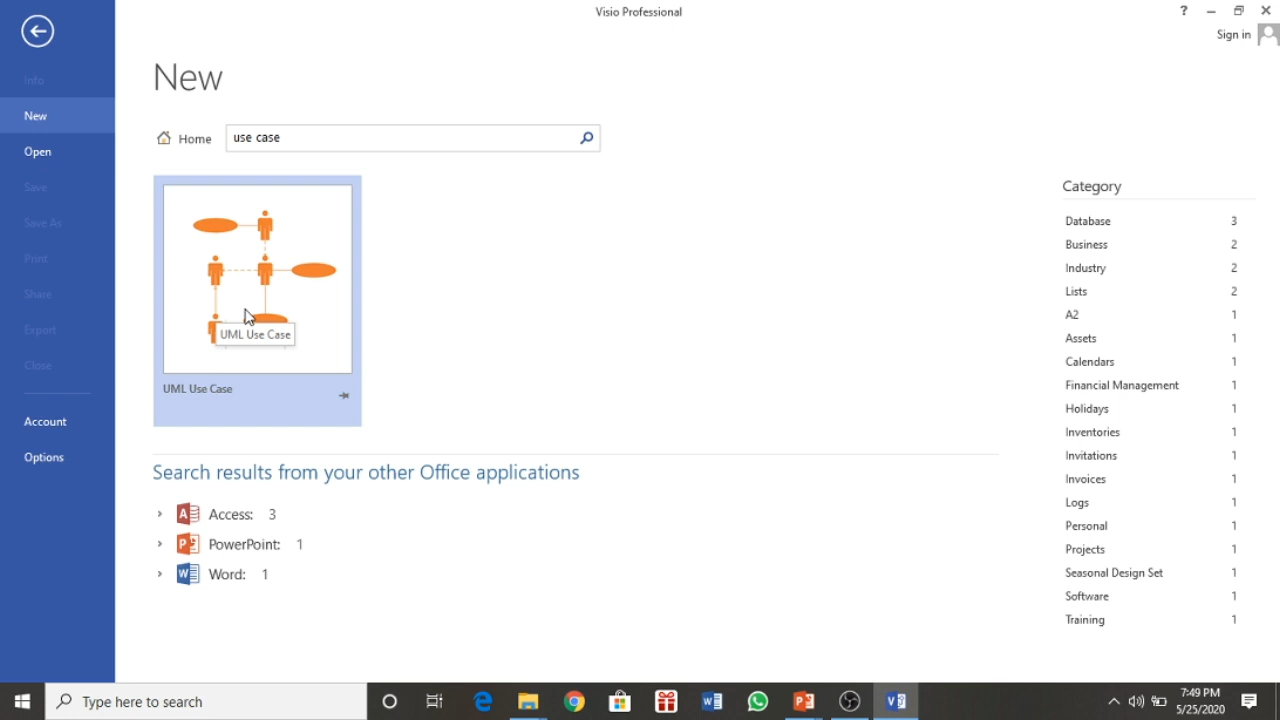 Visio Professional
?
Sign in
Info
New
Open
Save
Save As
Print
Share
Export
Close
Account
Options
New
Home
use case
UML Use Case
UML Use Case
Search results from your other Office applications
Access: 3
PowerPoint: 1
Word: 1
Category
Database 3
Business 2
Industry 2
Lists 2
A2 1
Assets 1
Calendars 1
Financial Management 1
Holidays 1
Inventories 1
Invitations 1
Invoices 1
Logs 1
Personal 1
Projects 1
Seasonal Design Set 1
Software 1
Training 1
Type here to search
7:49 PM
5/25/2020